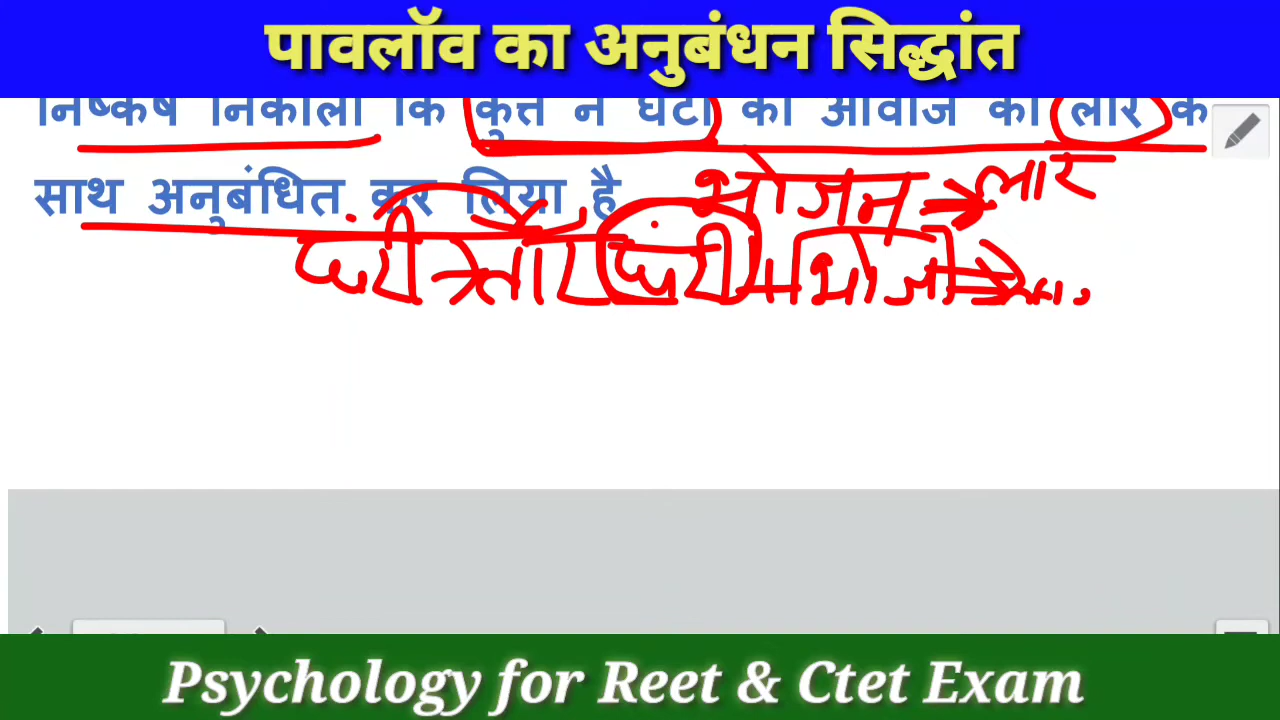 पावलॉव का अनुबंधन सिद्धांत
निष्कर्ष निकाला कि कुत्ते ने घंटी की आवाज को लार के
साथ अनुबंधित कर लिया है
भोजन → लार
घंटी → लार घंटी + भोज →
Psychology for Reet & Ctet Exam